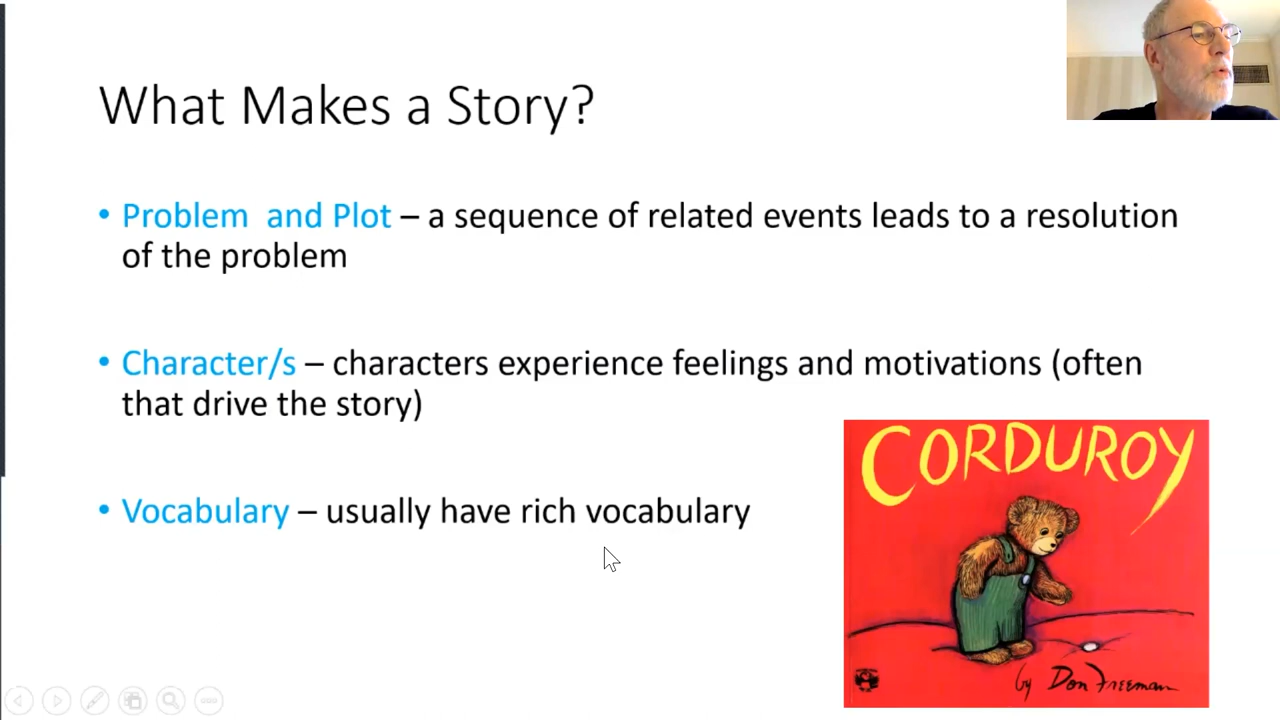 What Makes a Story?
• Problem and Plot – a sequence of related events leads to a resolution
of the problem
• Character/s – characters experience feelings and motivations (often
that drive the story)
• Vocabulary – usually have rich vocabulary
CORDUROY
by Don Freeman